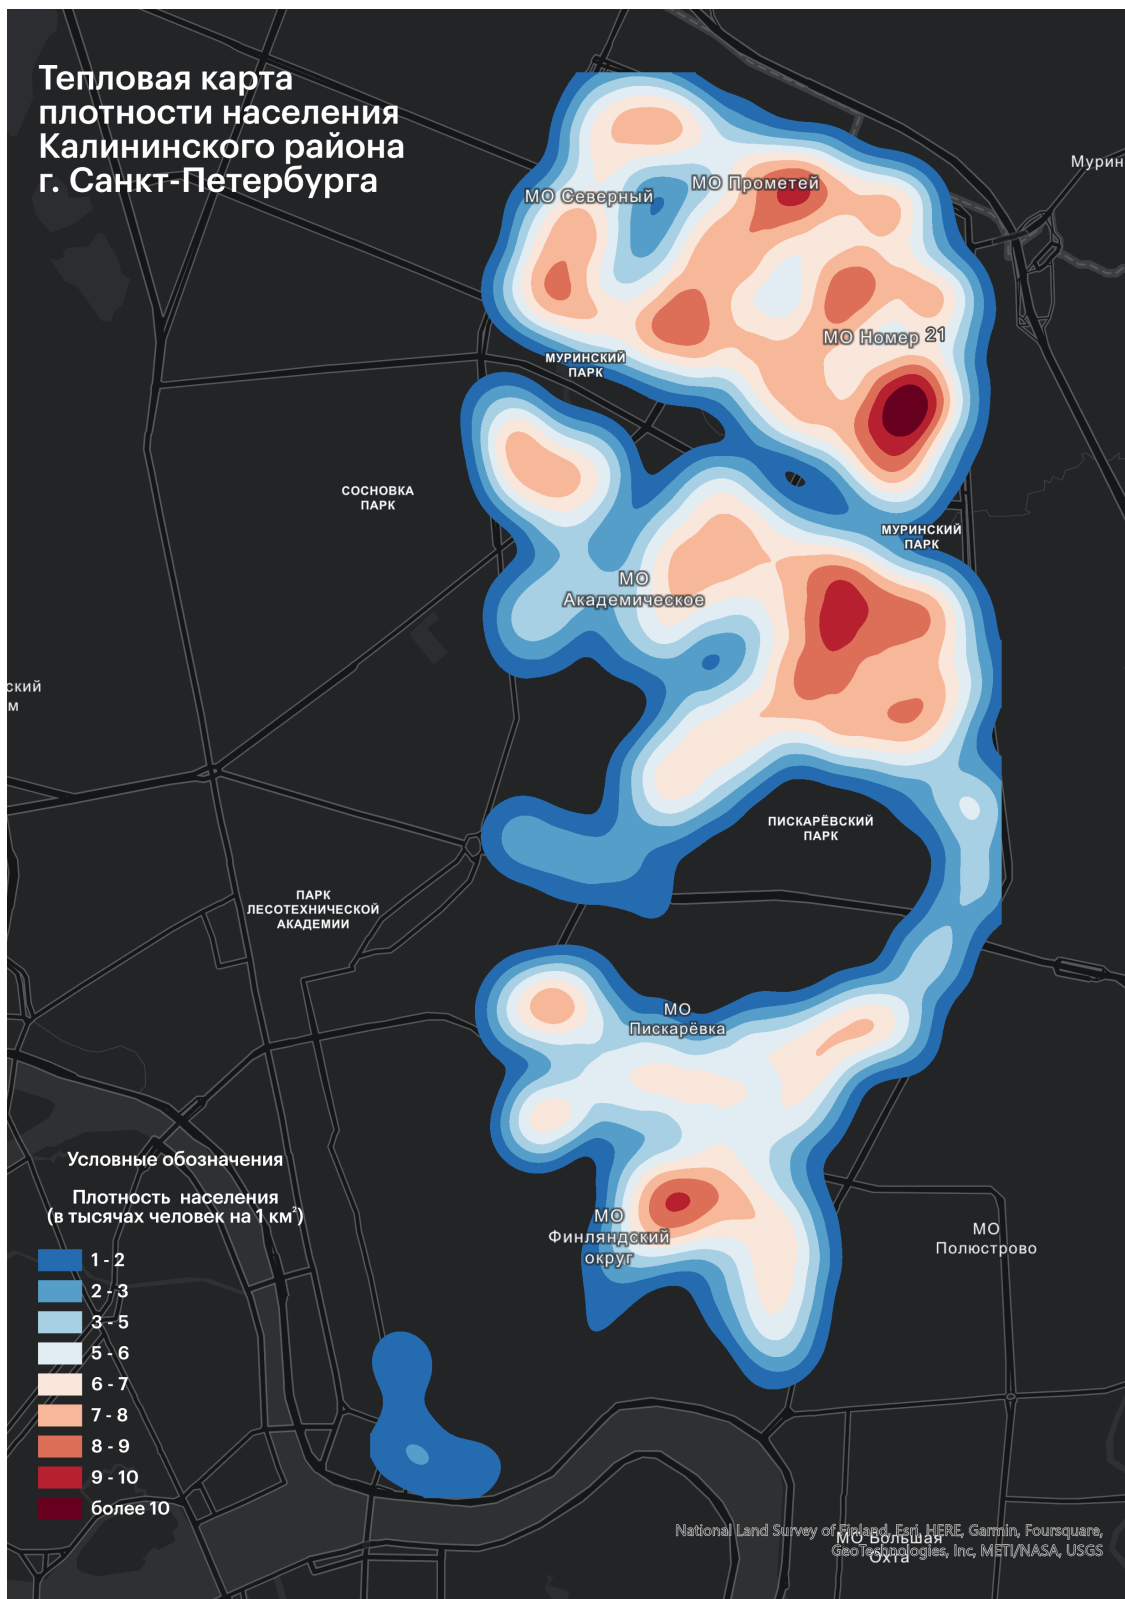 Тепловая карта
плотности населения
Калининского района
г. Санкт-Петербурга
Мурин
МО Северный
МО Прометей
МО Номер 21
МУРИНСКИЙ
ПАРК
СОСНОВКА
ПАРК
МУРИНСКИЙ
ПАРК
МО
Академическое
ский
м
ПИСКАРЁВСКИЙ
ПАРК
ПАРК
ЛЕСОТЕХНИЧЕСКОЙ
АКАДЕМИИ
МО
Пискарёвка
МО
Финляндский
округ
МО
Полюстрово
Условные обозначения
Плотность населения
(в тысячах человек на 1 км²)
1 - 2
2 - 3
3 - 5
5 - 6
6 - 7
7 - 8
8 - 9
9 - 10
более 10
МО Большая
Охта
National Land Survey of Finland, Esri, HERE, Garmin, Foursquare,
GeoTechnologies, Inc, METI/NASA, USGS